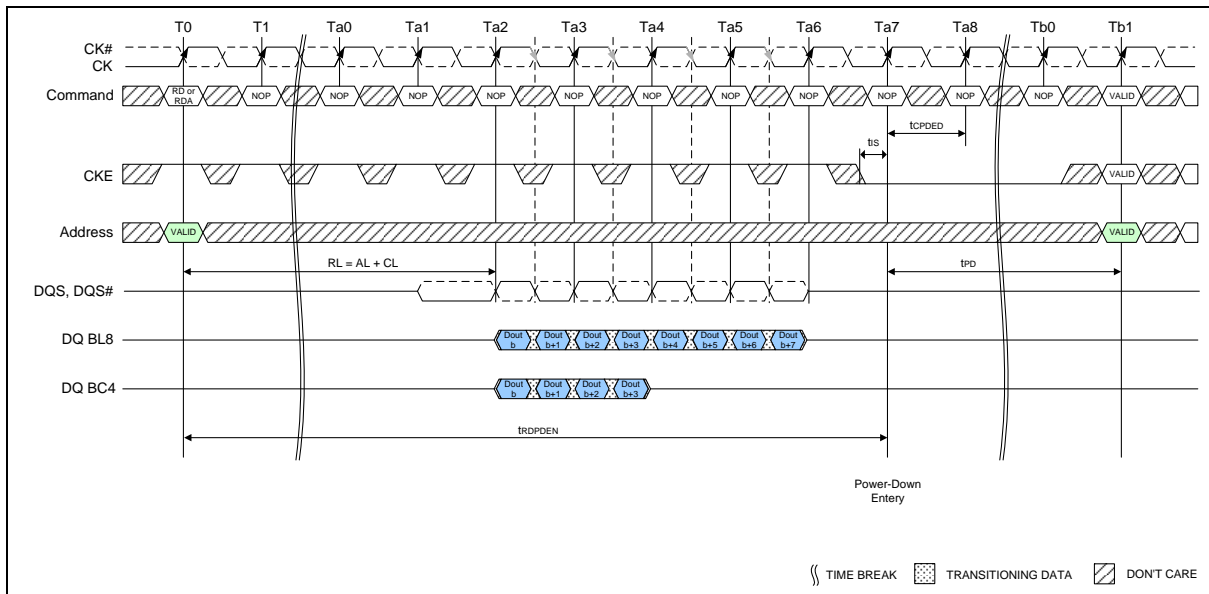 T0 T1 Ta0 Ta1 Ta2 Ta3 Ta4 Ta5 Ta6 Ta7 Ta8 Tb0 Tb1
CK#
CK
Command RD or RDA NOP NOP NOP NOP NOP NOP NOP NOP NOP NOP NOP VALID
tCPDED
tIS
CKE VALID
Address VALID VALID
RL = AL + CL tPD
DQS, DQS#
DQ BL8 Dout b Dout b+1 Dout b+2 Dout b+3 Dout b+4 Dout b+5 Dout b+6 Dout b+7
DQ BC4 Dout b Dout b+1 Dout b+2 Dout b+3
tRDPDEN
Power-Down
Entery
TIME BREAK TRANSITIONING DATA DON'T CARE